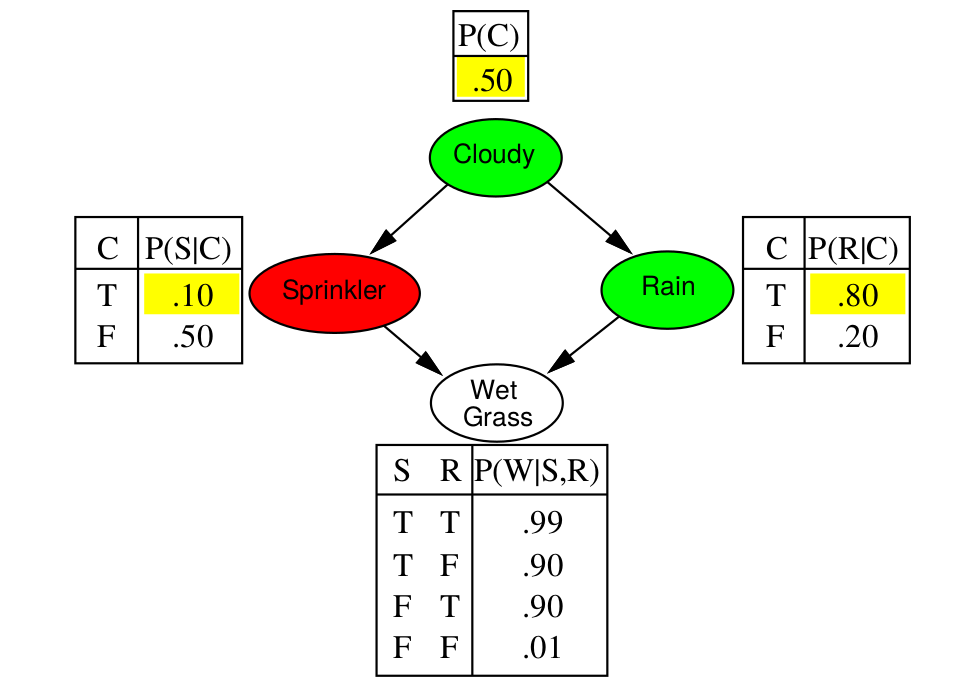 P(C)
.50
Cloudy
C P(S|C)
T .10
F .50
Sprinkler
Rain
C P(R|C)
T .80
F .20
Wet
Grass
S R P(W|S,R)
T T .99
T F .90
F T .90
F F .01